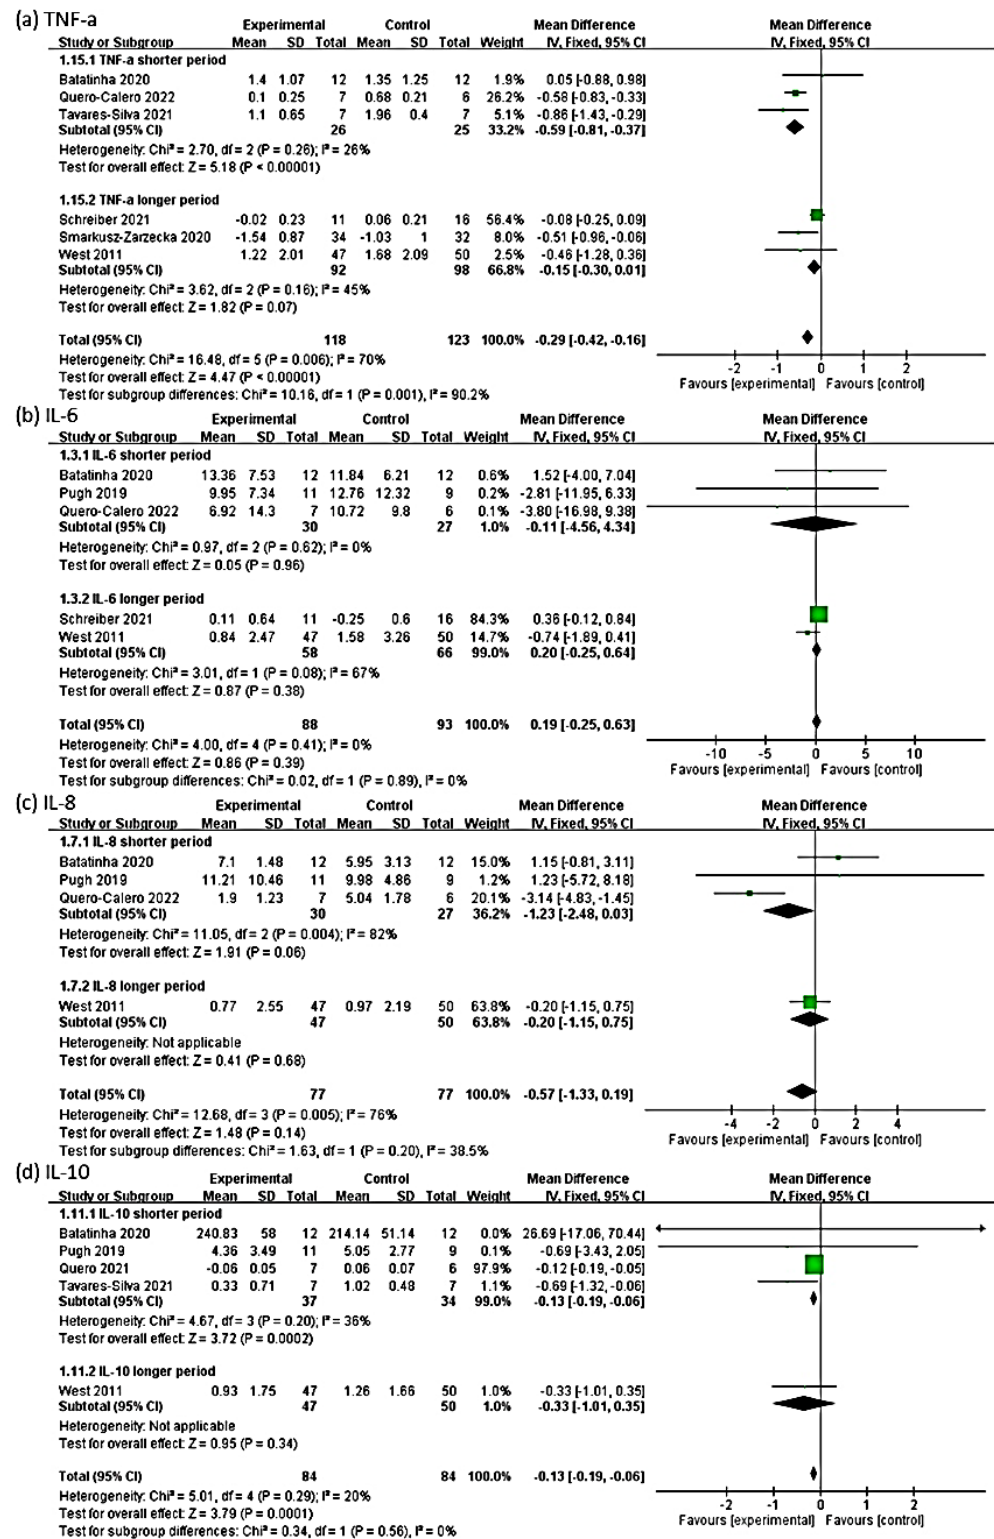 (a) TNF-a
Experimental Control Mean Difference Mean Difference
Study or Subgroup Mean SD Total Mean SD Total Weight IV, Fixed, 95% CI IV, Fixed, 95% CI
1.15.1 TNF-a shorter period
Batatinha 2020 1.4 1.07 12 1.35 1.25 12 1.9% 0.05 [-0.88, 0.98]
Quero-Calero 2022 0.1 0.25 7 0.68 0.21 6 26.2% -0.58 [-0.83, -0.33]
Tavares-Silva 2021 1.1 0.65 7 1.96 0.4 7 5.1% -0.86 [-1.43, -0.29]
Subtotal (95% CI) 26 25 33.2% -0.59 [-0.81, -0.37]
Heterogeneity: Chi² = 2.70, df = 2 (P = 0.26); I² = 26%
Test for overall effect: Z = 5.18 (P < 0.00001)
1.15.2 TNF-a longer period
Schreiber 2021 -0.02 0.23 11 0.06 0.21 16 56.4% -0.08 [-0.25, 0.09]
Smarkusz-Zarzecka 2020 -1.54 0.87 34 -1.03 1 32 8.0% -0.51 [-0.96, -0.06]
West 2011 1.22 2.01 47 1.68 2.09 50 2.5% -0.46 [-1.28, 0.36]
Subtotal (95% CI) 92 98 66.8% -0.15 [-0.30, 0.01]
Heterogeneity: Chi² = 3.62, df = 2 (P = 0.16); I² = 45%
Test for overall effect: Z = 1.82 (P = 0.07)
Total (95% CI) 118 123 100.0% -0.29 [-0.42, -0.16]
Heterogeneity: Chi² = 16.48, df = 5 (P = 0.006); I² = 70%
Test for overall effect: Z = 4.47 (P < 0.00001)
Test for subgroup differences: Chi² = 10.16, df = 1 (P = 0.001), I² = 90.2%
-2 -1 0 1 2
Favours [experimental] Favours [control]
(b) IL-6
Experimental Control Mean Difference Mean Difference
Study or Subgroup Mean SD Total Mean SD Total Weight IV, Fixed, 95% CI IV, Fixed, 95% CI
1.3.1 IL-6 shorter period
Batatinha 2020 13.36 7.53 12 11.84 6.21 12 0.6% 1.52 [-4.00, 7.04]
Pugh 2019 9.95 7.34 11 12.76 12.32 9 0.2% -2.81 [-11.95, 6.33]
Quero-Calero 2022 6.92 14.3 7 10.72 9.8 6 0.1% -3.80 [-16.98, 9.38]
Subtotal (95% CI) 30 27 1.0% -0.11 [-4.56, 4.34]
Heterogeneity: Chi² = 0.97, df = 2 (P = 0.62); I² = 0%
Test for overall effect: Z = 0.05 (P = 0.96)
1.3.2 IL-6 longer period
Schreiber 2021 0.11 0.64 11 -0.25 0.6 16 84.3% 0.36 [-0.12, 0.84]
West 2011 0.84 2.47 47 1.58 3.26 50 14.7% -0.74 [-1.89, 0.41]
Subtotal (95% CI) 58 66 99.0% 0.20 [-0.25, 0.64]
Heterogeneity: Chi² = 3.01, df = 1 (P = 0.08); I² = 67%
Test for overall effect: Z = 0.87 (P = 0.38)
Total (95% CI) 88 93 100.0% 0.19 [-0.25, 0.63]
Heterogeneity: Chi² = 4.00, df = 4 (P = 0.41); I² = 0%
Test for overall effect: Z = 0.86 (P = 0.39)
Test for subgroup differences: Chi² = 0.02, df = 1 (P = 0.89), I² = 0%
-10 -5 0 5 10
Favours [experimental] Favours [control]
(c) IL-8
Experimental Control Mean Difference Mean Difference
Study or Subgroup Mean SD Total Mean SD Total Weight IV, Fixed, 95% CI IV, Fixed, 95% CI
1.7.1 IL-8 shorter period
Batatinha 2020 7.1 1.48 12 5.95 3.13 12 15.0% 1.15 [-0.81, 3.11]
Pugh 2019 11.21 10.46 11 9.98 4.86 9 1.2% 1.23 [-5.72, 8.18]
Quero-Calero 2022 1.9 1.23 7 5.04 1.78 6 20.1% -3.14 [-4.83, -1.45]
Subtotal (95% CI) 30 27 36.2% -1.23 [-2.48, 0.03]
Heterogeneity: Chi² = 11.05, df = 2 (P = 0.004); I² = 82%
Test for overall effect: Z = 1.91 (P = 0.06)
1.7.2 IL-8 longer period
West 2011 0.77 2.55 47 0.97 2.19 50 63.8% -0.20 [-1.15, 0.75]
Subtotal (95% CI) 47 50 63.8% -0.20 [-1.15, 0.75]
Heterogeneity: Not applicable
Test for overall effect: Z = 0.41 (P = 0.68)
Total (95% CI) 77 77 100.0% -0.57 [-1.33, 0.19]
Heterogeneity: Chi² = 12.68, df = 3 (P = 0.005); I² = 76%
Test for overall effect: Z = 1.48 (P = 0.14)
Test for subgroup differences: Chi² = 1.63, df = 1 (P = 0.20), I² = 38.5%
-4 -2 0 2 4
Favours [experimental] Favours [control]
(d) IL-10
Experimental Control Mean Difference Mean Difference
Study or Subgroup Mean SD Total Mean SD Total Weight IV, Fixed, 95% CI IV, Fixed, 95% CI
1.11.1 IL-10 shorter period
Batatinha 2020 240.83 58 12 214.14 51.14 12 0.0% 26.69 [-17.06, 70.44]
Pugh 2019 4.36 3.49 11 5.05 2.77 9 0.1% -0.69 [-3.43, 2.05]
Quero 2021 -0.06 0.05 7 0.06 0.07 6 97.9% -0.12 [-0.19, -0.05]
Tavares-Silva 2021 0.33 0.71 7 1.02 0.48 7 1.1% -0.69 [-1.32, -0.06]
Subtotal (95% CI) 37 34 99.0% -0.13 [-0.19, -0.06]
Heterogeneity: Chi² = 4.67, df = 3 (P = 0.20); I² = 36%
Test for overall effect: Z = 3.72 (P = 0.0002)
1.11.2 IL-10 longer period
West 2011 0.93 1.75 47 1.26 1.66 50 1.0% -0.33 [-1.01, 0.35]
Subtotal (95% CI) 47 50 1.0% -0.33 [-1.01, 0.35]
Heterogeneity: Not applicable
Test for overall effect: Z = 0.95 (P = 0.34)
Total (95% CI) 84 84 100.0% -0.13 [-0.19, -0.06]
Heterogeneity: Chi² = 5.01, df = 4 (P = 0.29); I² = 20%
Test for overall effect: Z = 3.79 (P = 0.0001)
Test for subgroup differences: Chi² = 0.34, df = 1 (P = 0.56), I² = 0%
-2 -1 0 1 2
Favours [experimental] Favours [control]